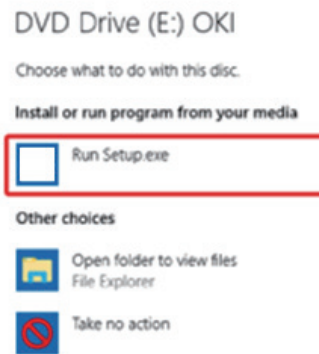 DVD Drive (E:) OKI
Choose what to do with this disc.
Install or run program from your media
Run Setup.exe
Other choices
Open folder to view files
File Explorer
Take no action